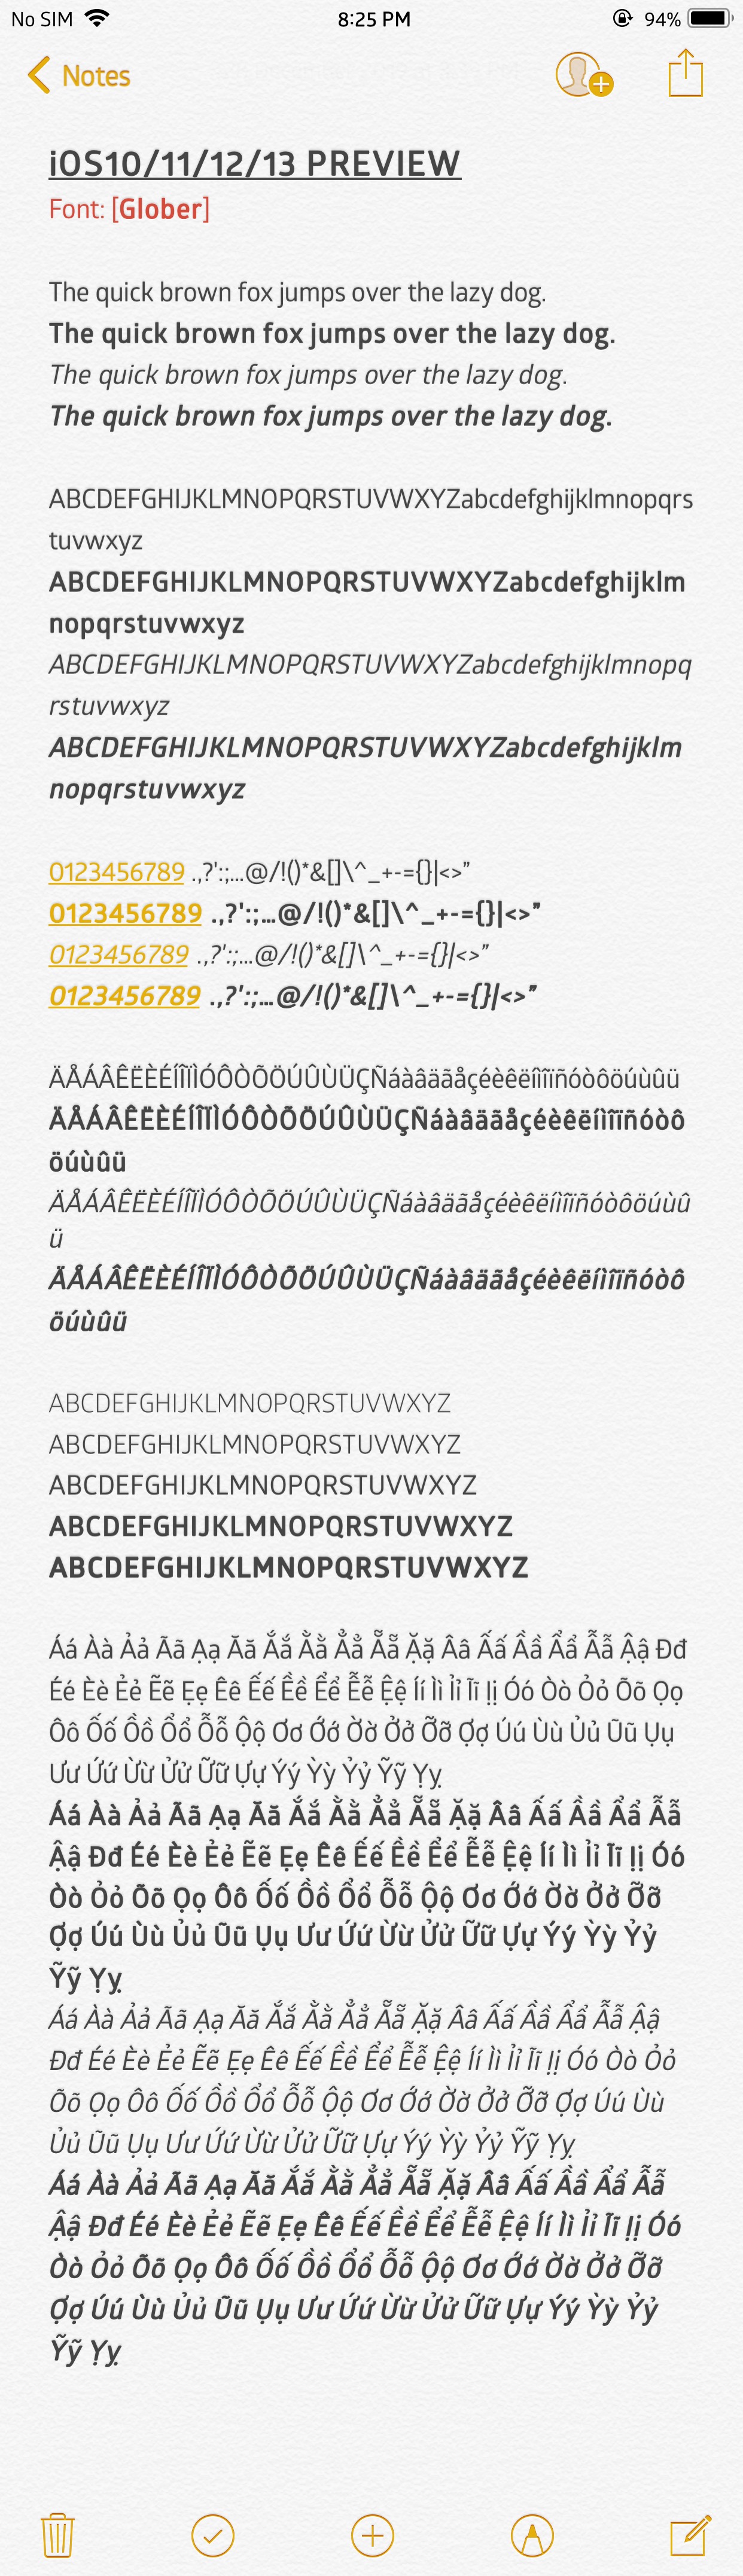 No SIM 8:25 PM 94%
Notes
iOS10/11/12/13 PREVIEW
Font: [Glober]
The quick brown fox jumps over the lazy dog.
The quick brown fox jumps over the lazy dog.
The quick brown fox jumps over the lazy dog.
The quick brown fox jumps over the lazy dog.
ABCDEFGHIJKLMNOPQRSTUVWXYZabcdefghijklmnopqrs
tuvwxyz
ABCDEFGHIJKLMNOPQRSTUVWXYZabcdefghijklm
nopqrstuvwxyz
ABCDEFGHIJKLMNOPQRSTUVWXYZabcdefghijklmnopq
rstuvwxyz
ABCDEFGHIJKLMNOPQRSTUVWXYZabcdefghijklm
nopqrstuvwxyz
0123456789 .,?':;...@/!()*&[]\^_+-={}|<>”
0123456789 .,?':;...@/!()*&[]\^_+-={}|<>”
0123456789 .,?':;...@/!()*&[]\^_+-={}|<>”
0123456789 .,?':;...@/!()*&[]\^_+-={}|<>”
ÄÅÁÂÊËÈÉÍÎĨÏÌÓÔÒÕÖÚÛÙÜÇÑáàâäãåçéèêëíìîĩïñóòôöúùûü
ÄÅÁÂÊËÈÉÍÎĨÏÌÓÔÒÕÖÚÛÙÜÇÑáàâäãåçéèêëíìîĩïñóòô
öúùûü
ÄÅÁÂÊËÈÉÍÎĨÏÌÓÔÒÕÖÚÛÙÜÇÑáàâäãåçéèêëíìîĩïñóòôöúùû
ü
ÄÅÁÂÊËÈÉÍÎĨÏÌÓÔÒÕÖÚÛÙÜÇÑáàâäãåçéèêëíìîĩïñóòô
öúùûü
ABCDEFGHIJKLMNOPQRSTUVWXYZ
ABCDEFGHIJKLMNOPQRSTUVWXYZ
ABCDEFGHIJKLMNOPQRSTUVWXYZ
ABCDEFGHIJKLMNOPQRSTUVWXYZ
ABCDEFGHIJKLMNOPQRSTUVWXYZ
Áá Àà Ảả Ãã Ạạ Ăă Ắắ Ằằ Ẳẳ Ẵẵ Ặặ Ââ Ấấ Ầầ Ẩẩ Ẫẫ Ậậ Đđ
Éé Èè Ẻẻ Ẽẽ Ẹẹ Êê Ếế Ềề Ểể Ễễ Ệệ Íí Ìì Ỉỉ Ĩĩ Ịị Óó Òò Ỏỏ Õõ Ọọ
Ôô Ốố Ồồ Ổổ Ỗỗ Ộộ Ơơ Ớớ Ờờ Ởở Ỡỡ Ợợ Úú Ùù Ủủ Ũũ Ụụ
Ưư Ứứ Ừừ Ửử Ữữ Ựự Ýý Ỳỳ Ỷỷ Ỹỹ Ỵỵ
Áá Àà Ảả Ãã Ạạ Ăă Ắắ Ằằ Ẳẳ Ẵẵ Ặặ Ââ Ấấ Ầầ Ẩẩ Ẫẫ
Ậậ Đđ Éé Èè Ẻẻ Ẽẽ Ẹẹ Êê Ếế Ềề Ểể Ễễ Ệệ Íí Ìì Ỉỉ Ĩĩ Ịị Óó
Òò Ỏỏ Õõ Ọọ Ôô Ốố Ồồ Ổổ Ỗỗ Ộộ Ơơ Ớớ Ờờ Ởở Ỡỡ
Ợợ Úú Ùù Ủủ Ũũ Ụụ Ưư Ứứ Ừừ Ửử Ữữ Ựự Ýý Ỳỳ Ỷỷ
Ỹỹ Ỵỵ
Áá Àà Ảả Ãã Ạạ Ăă Ắắ Ằằ Ẳẳ Ẵẵ Ặặ Ââ Ấấ Ầầ Ẩẩ Ẫẫ Ậậ
Đđ Éé Èè Ẻẻ Ẽẽ Ẹẹ Êê Ếế Ềề Ểể Ễễ Ệệ Íí Ìì Ỉỉ Ĩĩ Ịị Óó Òò Ỏỏ
Õõ Ọọ Ôô Ốố Ồồ Ổổ Ỗỗ Ộộ Ơơ Ớớ Ờờ Ởở Ỡỡ Ợợ Úú Ùù
Ủủ Ũũ Ụụ Ưư Ứứ Ừừ Ửử Ữữ Ựự Ýý Ỳỳ Ỷỷ Ỹỹ Ỵỵ
Áá Àà Ảả Ãã Ạạ Ăă Ắắ Ằằ Ẳẳ Ẵẵ Ặặ Ââ Ấấ Ầầ Ẩẩ Ẫẫ
Ậậ Đđ Éé Èè Ẻẻ Ẽẽ Ẹẹ Êê Ếế Ềề Ểể Ễễ Ệệ Íí Ìì Ỉỉ Ĩĩ Ịị Óó
Òò Ỏỏ Õõ Ọọ Ôô Ốố Ồồ Ổổ Ỗỗ Ộộ Ơơ Ớớ Ờờ Ởở Ỡỡ
Ợợ Úú Ùù Ủủ Ũũ Ụụ Ưư Ứứ Ừừ Ửử Ữữ Ựự Ýý Ỳỳ Ỷỷ
Ỹỹ Ỵỵ